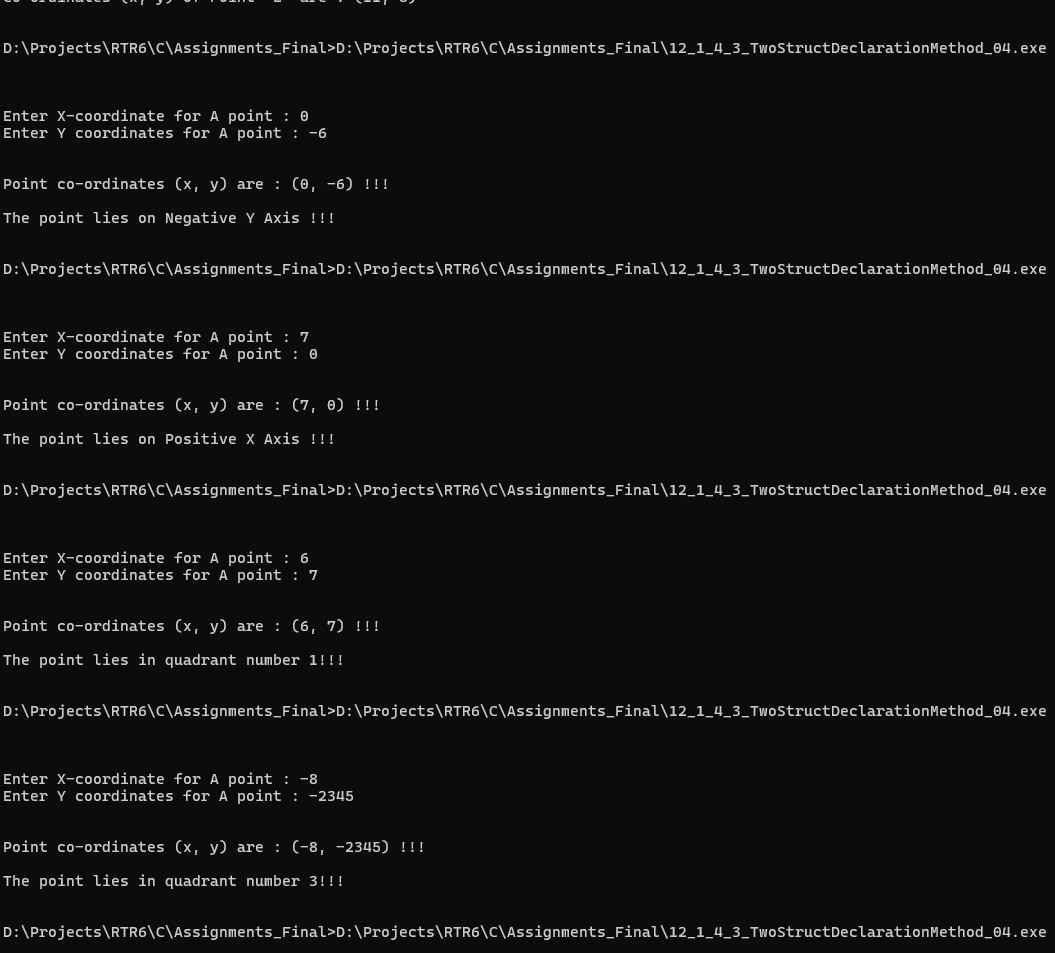 D:\Projects\RTR6\C\Assignments_Final>D:\Projects\RTR6\C\Assignments_Final\12_1_4_3_TwoStructDeclarationMethod_04.exe
Enter X-coordinate for A point : 0
Enter Y coordinates for A point : -6
Point co-ordinates (x, y) are : (0, -6) !!!
The point lies on Negative Y Axis !!!
D:\Projects\RTR6\C\Assignments_Final>D:\Projects\RTR6\C\Assignments_Final\12_1_4_3_TwoStructDeclarationMethod_04.exe
Enter X-coordinate for A point : 7
Enter Y coordinates for A point : 0
Point co-ordinates (x, y) are : (7, 0) !!!
The point lies on Positive X Axis !!!
D:\Projects\RTR6\C\Assignments_Final>D:\Projects\RTR6\C\Assignments_Final\12_1_4_3_TwoStructDeclarationMethod_04.exe
Enter X-coordinate for A point : 6
Enter Y coordinates for A point : 7
Point co-ordinates (x, y) are : (6, 7) !!!
The point lies in quadrant number 1!!!
D:\Projects\RTR6\C\Assignments_Final>D:\Projects\RTR6\C\Assignments_Final\12_1_4_3_TwoStructDeclarationMethod_04.exe
Enter X-coordinate for A point : -8
Enter Y coordinates for A point : -2345
Point co-ordinates (x, y) are : (-8, -2345) !!!
The point lies in quadrant number 3!!!
D:\Projects\RTR6\C\Assignments_Final>D:\Projects\RTR6\C\Assignments_Final\12_1_4_3_TwoStructDeclarationMethod_04.exe